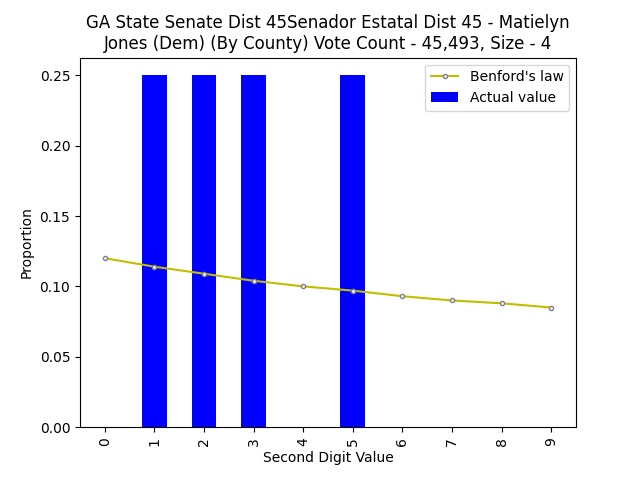 GA State Senate Dist 45Senador Estatal Dist 45 - Matielyn
Jones (Dem) (By County) Vote Count - 45,493, Size - 4
Benford's law
Actual value
0.25
0.20
0.15
0.10
0.05
0.00
Proportion
0 1 2 3 4 5 6 7 8 9
Second Digit Value